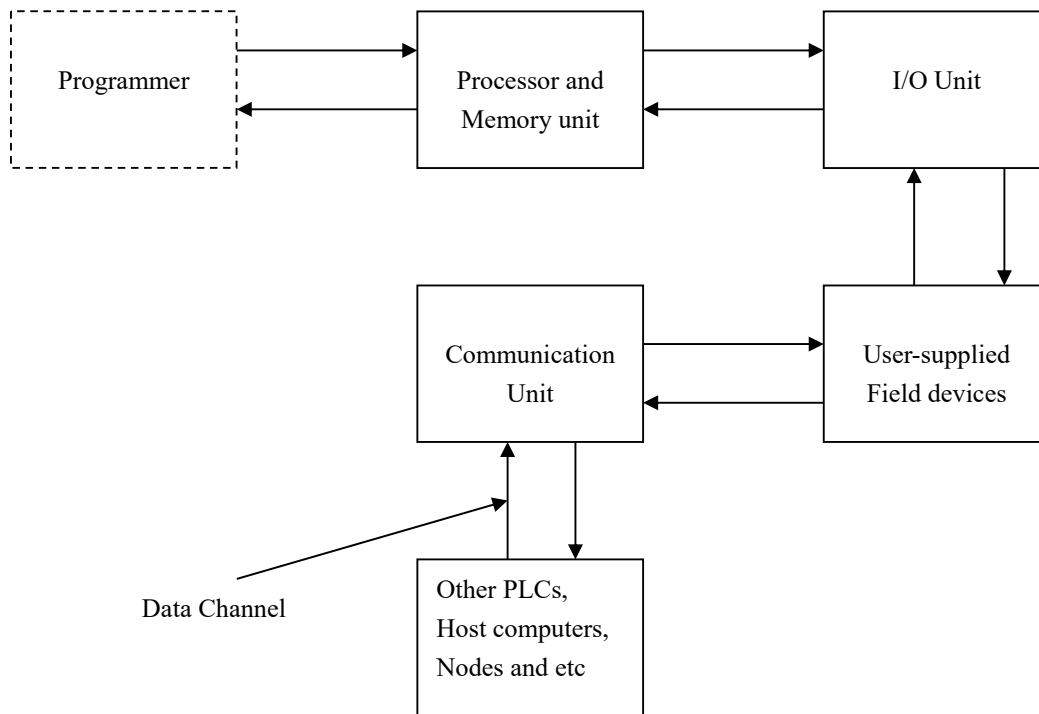 Programmer
Processor and
Memory unit
I/O Unit
Communication
Unit
User-supplied
Field devices
Data Channel
Other PLCs,
Host computers,
Nodes and etc